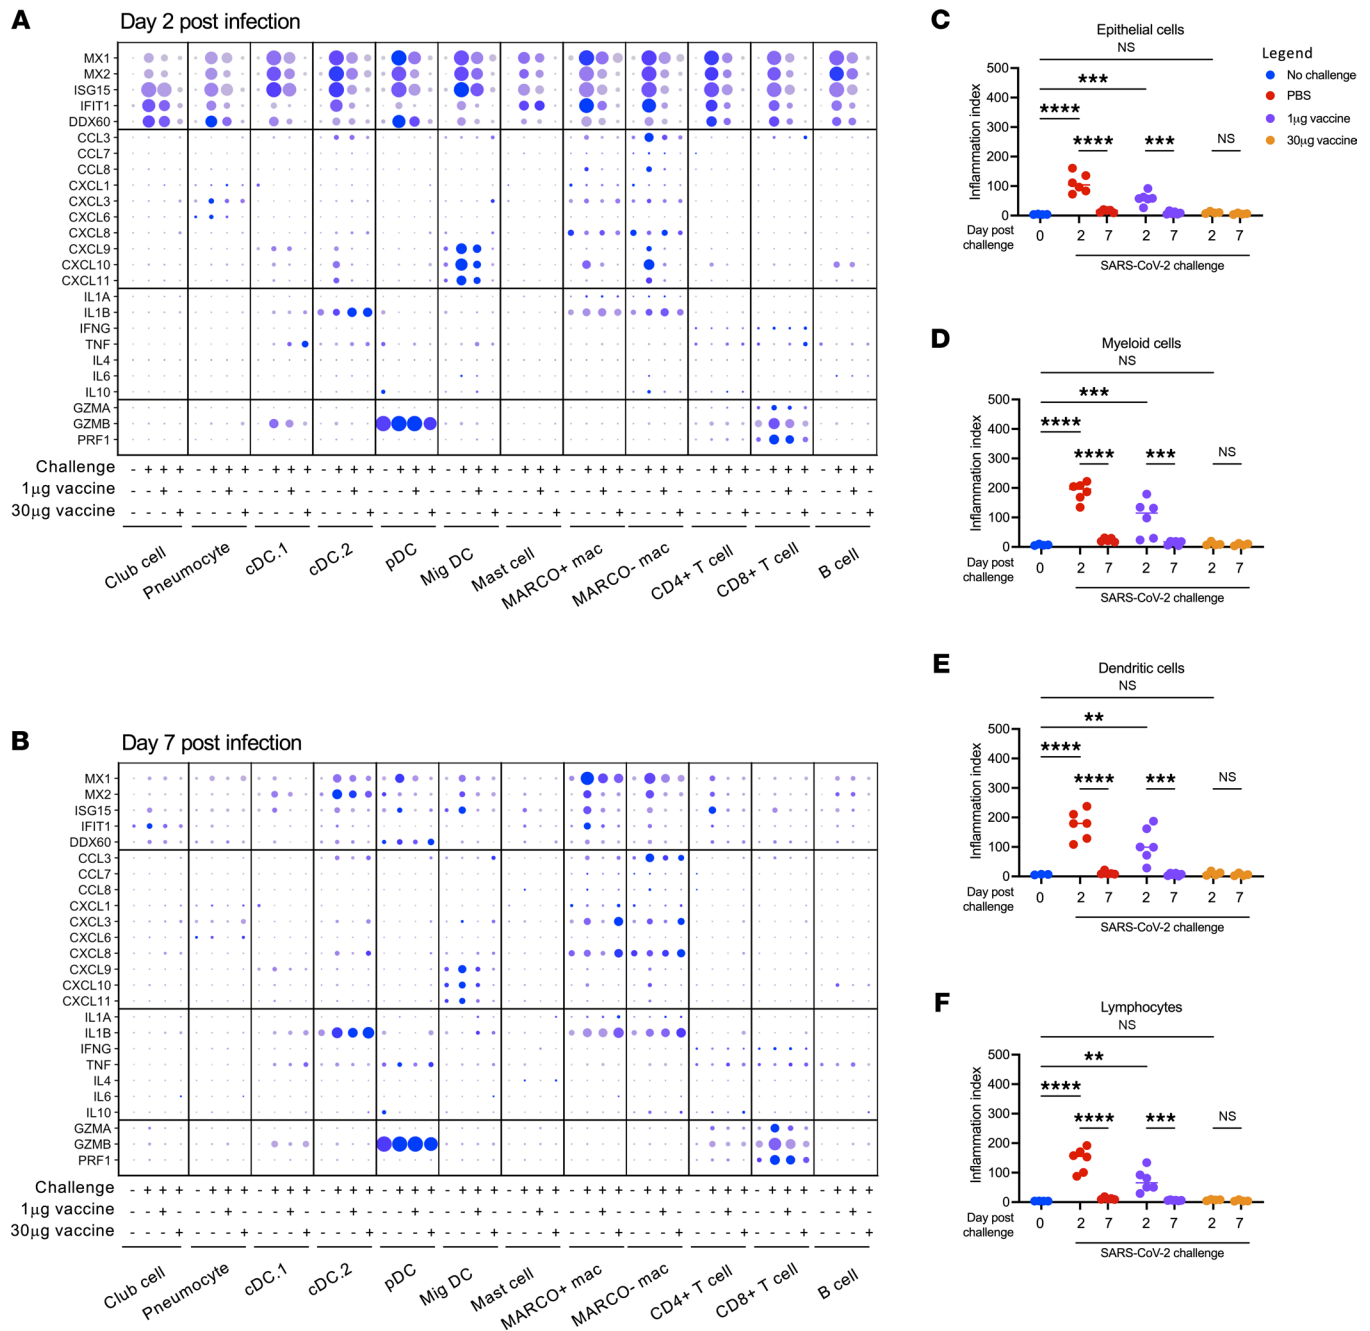 A
Day 2 post infection
MX1
MX2
ISG15
IFIT1
DDX60
CCL3
CCL7
CCL8
CXCL1
CXCL3
CXCL6
CXCL8
CXCL9
CXCL10
CXCL11
IL1A
IL1B
IFNG
TNF
IL4
IL6
IL10
GZMA
GZMB
PRF1
Challenge - + + + - + + + - + + + - + + + - + + + - + + + - + + + - + + + - + + + - + + + - + + + - + + +
1µg vaccine - - + - - + - - + - - + - - + - - + - - + - - + - - + - - + - - + - - +
30µg vaccine - - - + - - - + - - - + - - - + - - - + - - - + - - - + - - - + - - - + - - - + - - - + - - - +
Club cell
Pneumocyte
cDC.1
cDC.2
pDC
Mig DC
Mast cell
MARCO+ mac
MARCO- mac
CD4+ T cell
CD8+ T cell
B cell
B
Day 7 post infection
MX1
MX2
ISG15
IFIT1
DDX60
CCL3
CCL7
CCL8
CXCL1
CXCL3
CXCL6
CXCL8
CXCL9
CXCL10
CXCL11
IL1A
IL1B
IFNG
TNF
IL4
IL6
IL10
GZMA
GZMB
PRF1
Challenge - + + + - + + + - + + + - + + + - + + + - + + + - + + + - + + + - + + + - + + + - + + + - + + +
1µg vaccine - - + - - + - - + - - + - - + - - + - - + - - + - - + - - + - - + - - +
30µg vaccine - - - + - - - + - - - + - - - + - - - + - - - + - - - + - - - + - - - + - - - + - - - + - - - +
Club cell
Pneumocyte
cDC.1
cDC.2
pDC
Mig DC
Mast cell
MARCO+ mac
MARCO- mac
CD4+ T cell
CD8+ T cell
B cell
C
Epithelial cells
NS
***
****
****
***
NS
Inflammation index
500
400
300
200
100
0
Day post challenge
0 2 7 2 7 2 7
SARS-CoV-2 challenge
Legend
No challenge
PBS
1µg vaccine
30µg vaccine
D
Myeloid cells
NS
***
****
****
***
NS
Inflammation index
500
400
300
200
100
0
Day post challenge
0 2 7 2 7 2 7
SARS-CoV-2 challenge
E
Dendritic cells
NS
**
****
****
***
NS
Inflammation index
500
400
300
200
100
0
Day post challenge
0 2 7 2 7 2 7
SARS-CoV-2 challenge
F
Lymphocytes
NS
**
****
****
***
NS
Inflammation index
500
400
300
200
100
0
Day post challenge
0 2 7 2 7 2 7
SARS-CoV-2 challenge